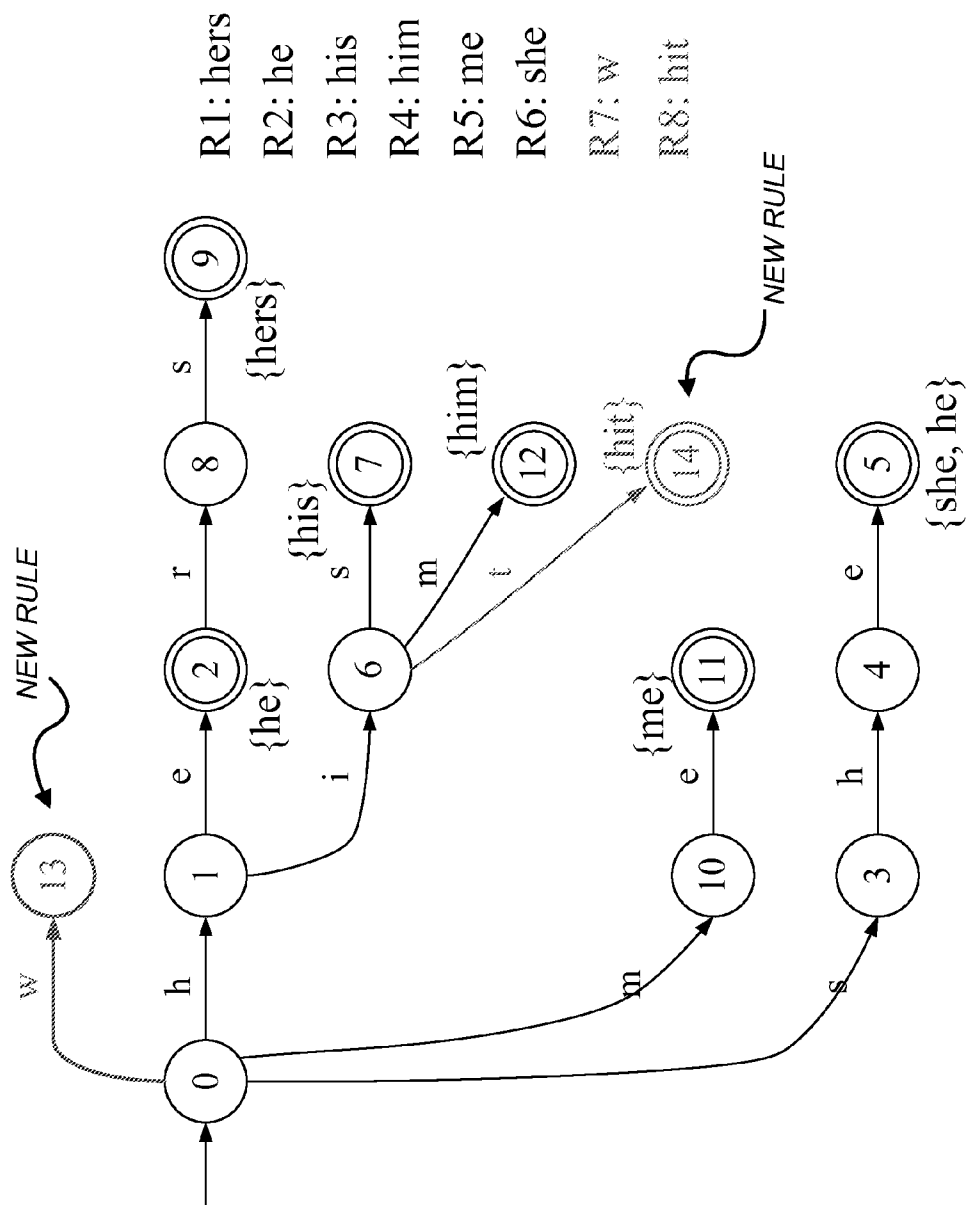 w
NEW RULE
13
h e r s
0 1 2 8 9
{he} {hers}
{his}
i s
6 7
m
{him}
t
12
{hit}
m
{me}
e
10 11 14
NEW RULE
s h e
3 4 5
{she, he}
R1: hers
R2: he
R3: his
R4: him
R5: me
R6: she
R7: w
R8: hit